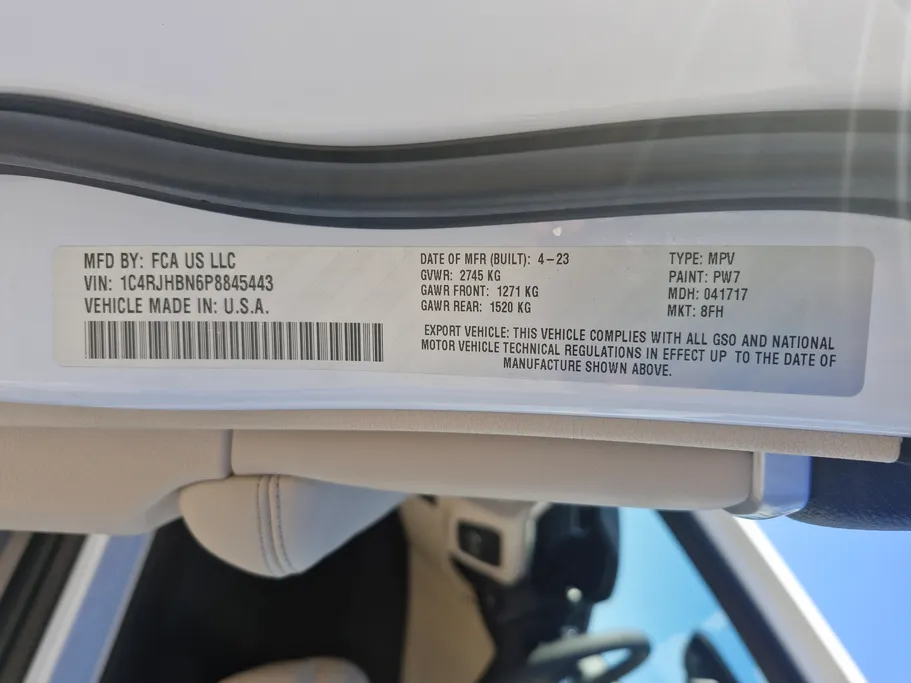 MFD BY: FCA US LLC
VIN: 1C4RJHBN6P8845443
VEHICLE MADE IN: U.S.A.
DATE OF MFR (BUILT): 4-23
GVWR: 2745 KG
GAWR FRONT: 1271 KG
GAWR REAR: 1520 KG
TYPE: MPV
PAINT: PW7
MDH: 041717
MKT: 8FH
EXPORT VEHICLE: THIS VEHICLE COMPLIES WITH ALL GSO AND NATIONAL
MOTOR VEHICLE TECHNICAL REGULATIONS IN EFFECT UP TO THE DATE OF
MANUFACTURE SHOWN ABOVE.